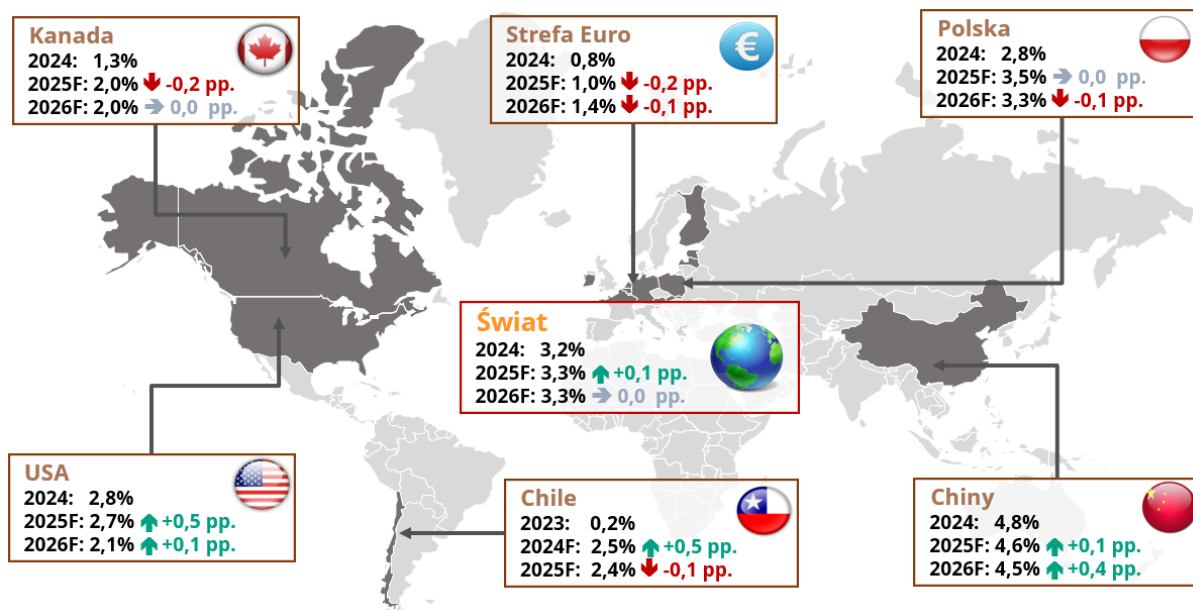 Kanada
2024: 1,3%
2025F: 2,0% -0,2 pp.
2026F: 2,0% 0,0 pp.
Strefa Euro
2024: 0,8%
2025F: 1,0% -0,2 pp.
2026F: 1,4% -0,1 pp.
Polska
2024: 2,8%
2025F: 3,5% 0,0 pp.
2026F: 3,3% -0,1 pp.
Świat
2024: 3,2%
2025F: 3,3% +0,1 pp.
2026F: 3,3% 0,0 pp.
USA
2024: 2,8%
2025F: 2,7% +0,5 pp.
2026F: 2,1% +0,1 pp.
Chile
2023: 0,2%
2024F: 2,5% +0,5 pp.
2025F: 2,4% -0,1 pp.
Chiny
2024: 4,8%
2025F: 4,6% +0,1 pp.
2026F: 4,5% +0,4 pp.